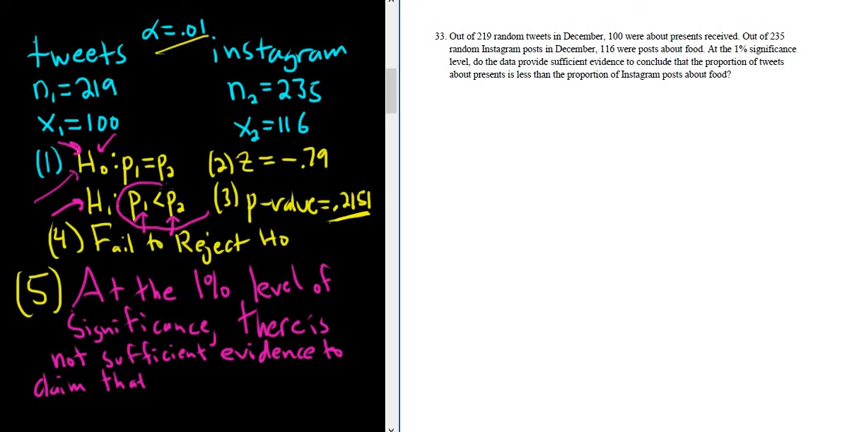 α=.01
tweets
instagram
n₁=219
n₂=235
x₁=100
x₂=116
(1) H₀:p₁=p₂ (2) z=-.79
H₁:p₁<p₂ (3) p-value=.2151
(4) Fail to Reject H₀
(5) At the 1% level of
significance, there is
not sufficient evidence to
claim that
33. Out of 219 random tweets in December, 100 were about presents received. Out of 235
random Instagram posts in December, 116 were posts about food. At the 1% significance
level, do the data provide sufficient evidence to conclude that the proportion of tweets
about presents is less than the proportion of Instagram posts about food?